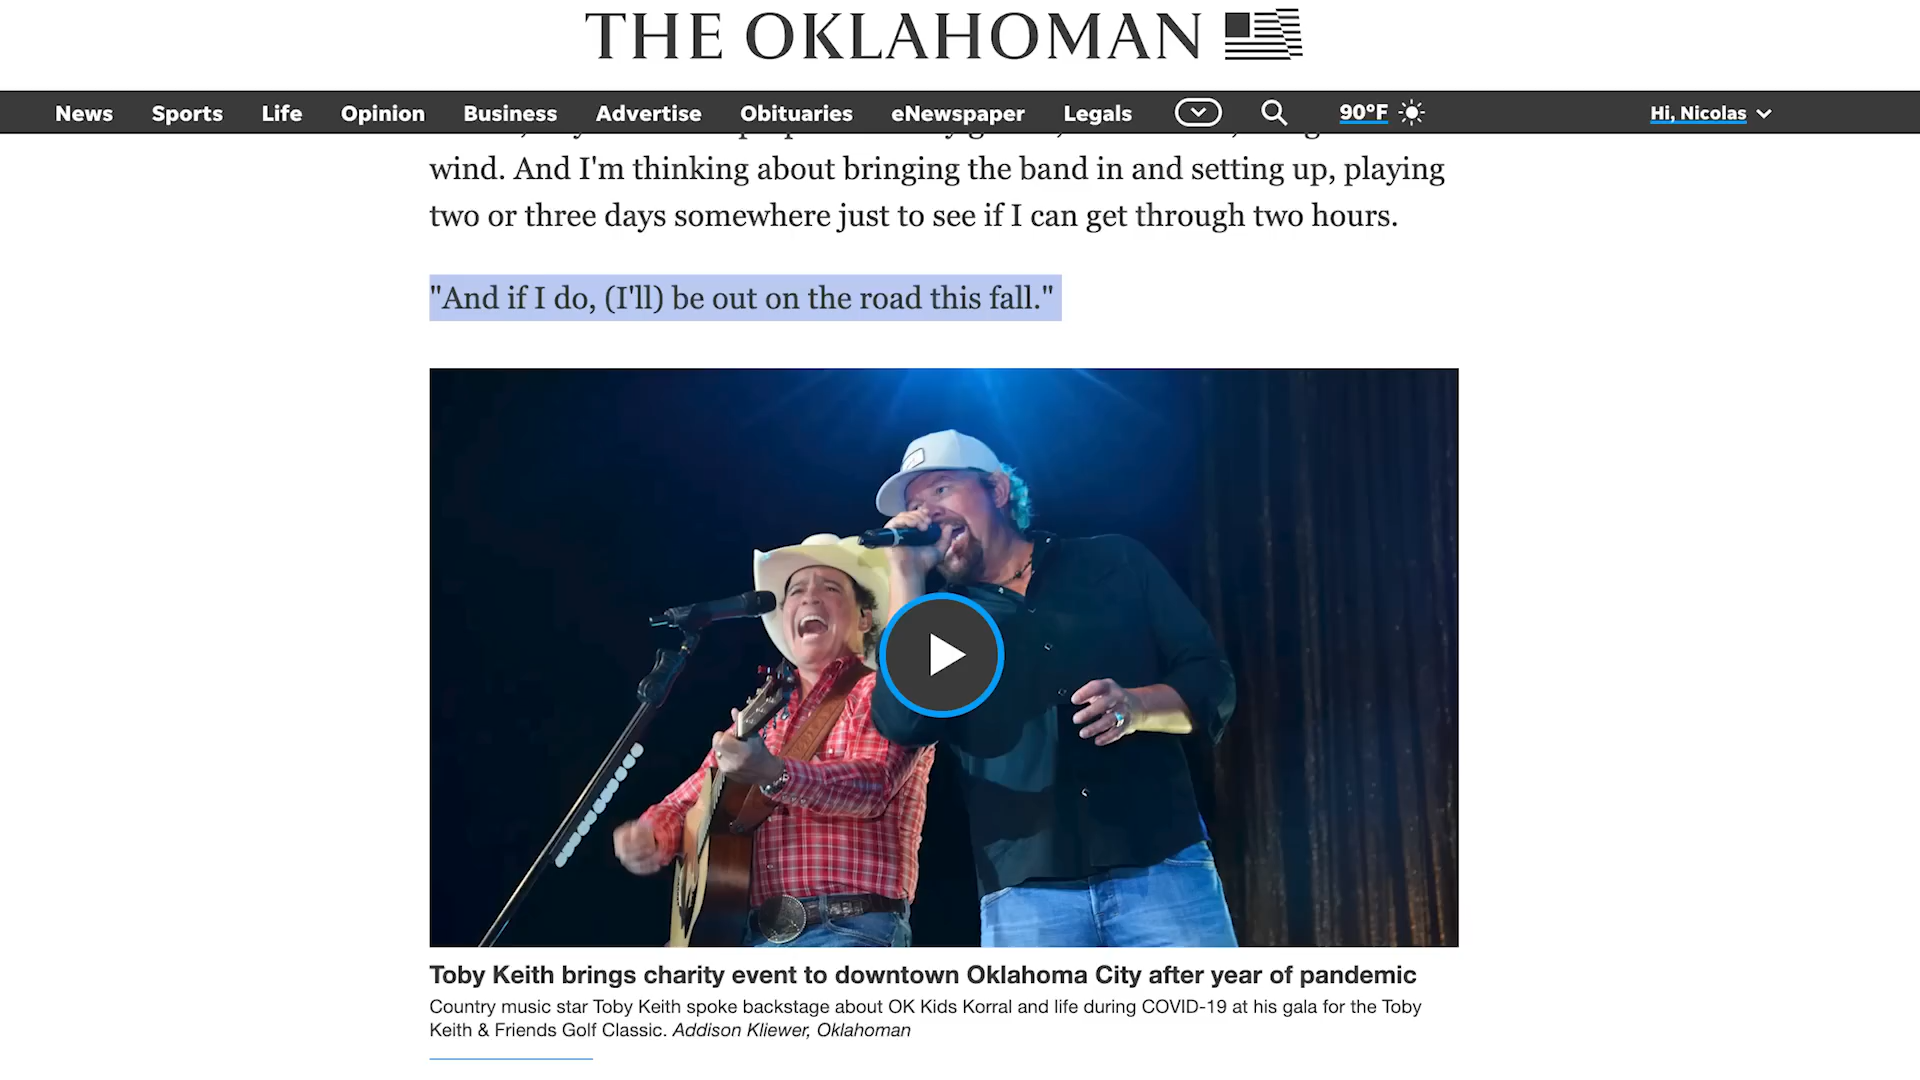 THE OKLAHOMAN
News Sports Life Opinion Business Advertise Obituaries eNewspaper Legals 90°F Hi, Nicolas
wind. And I'm thinking about bringing the band in and setting up, playing
two or three days somewhere just to see if I can get through two hours.
"And if I do, (I'll) be out on the road this fall."
Toby Keith brings charity event to downtown Oklahoma City after year of pandemic
Country music star Toby Keith spoke backstage about OK Kids Korral and life during COVID-19 at his gala for the Toby
Keith & Friends Golf Classic. Addison Kliewer, Oklahoman